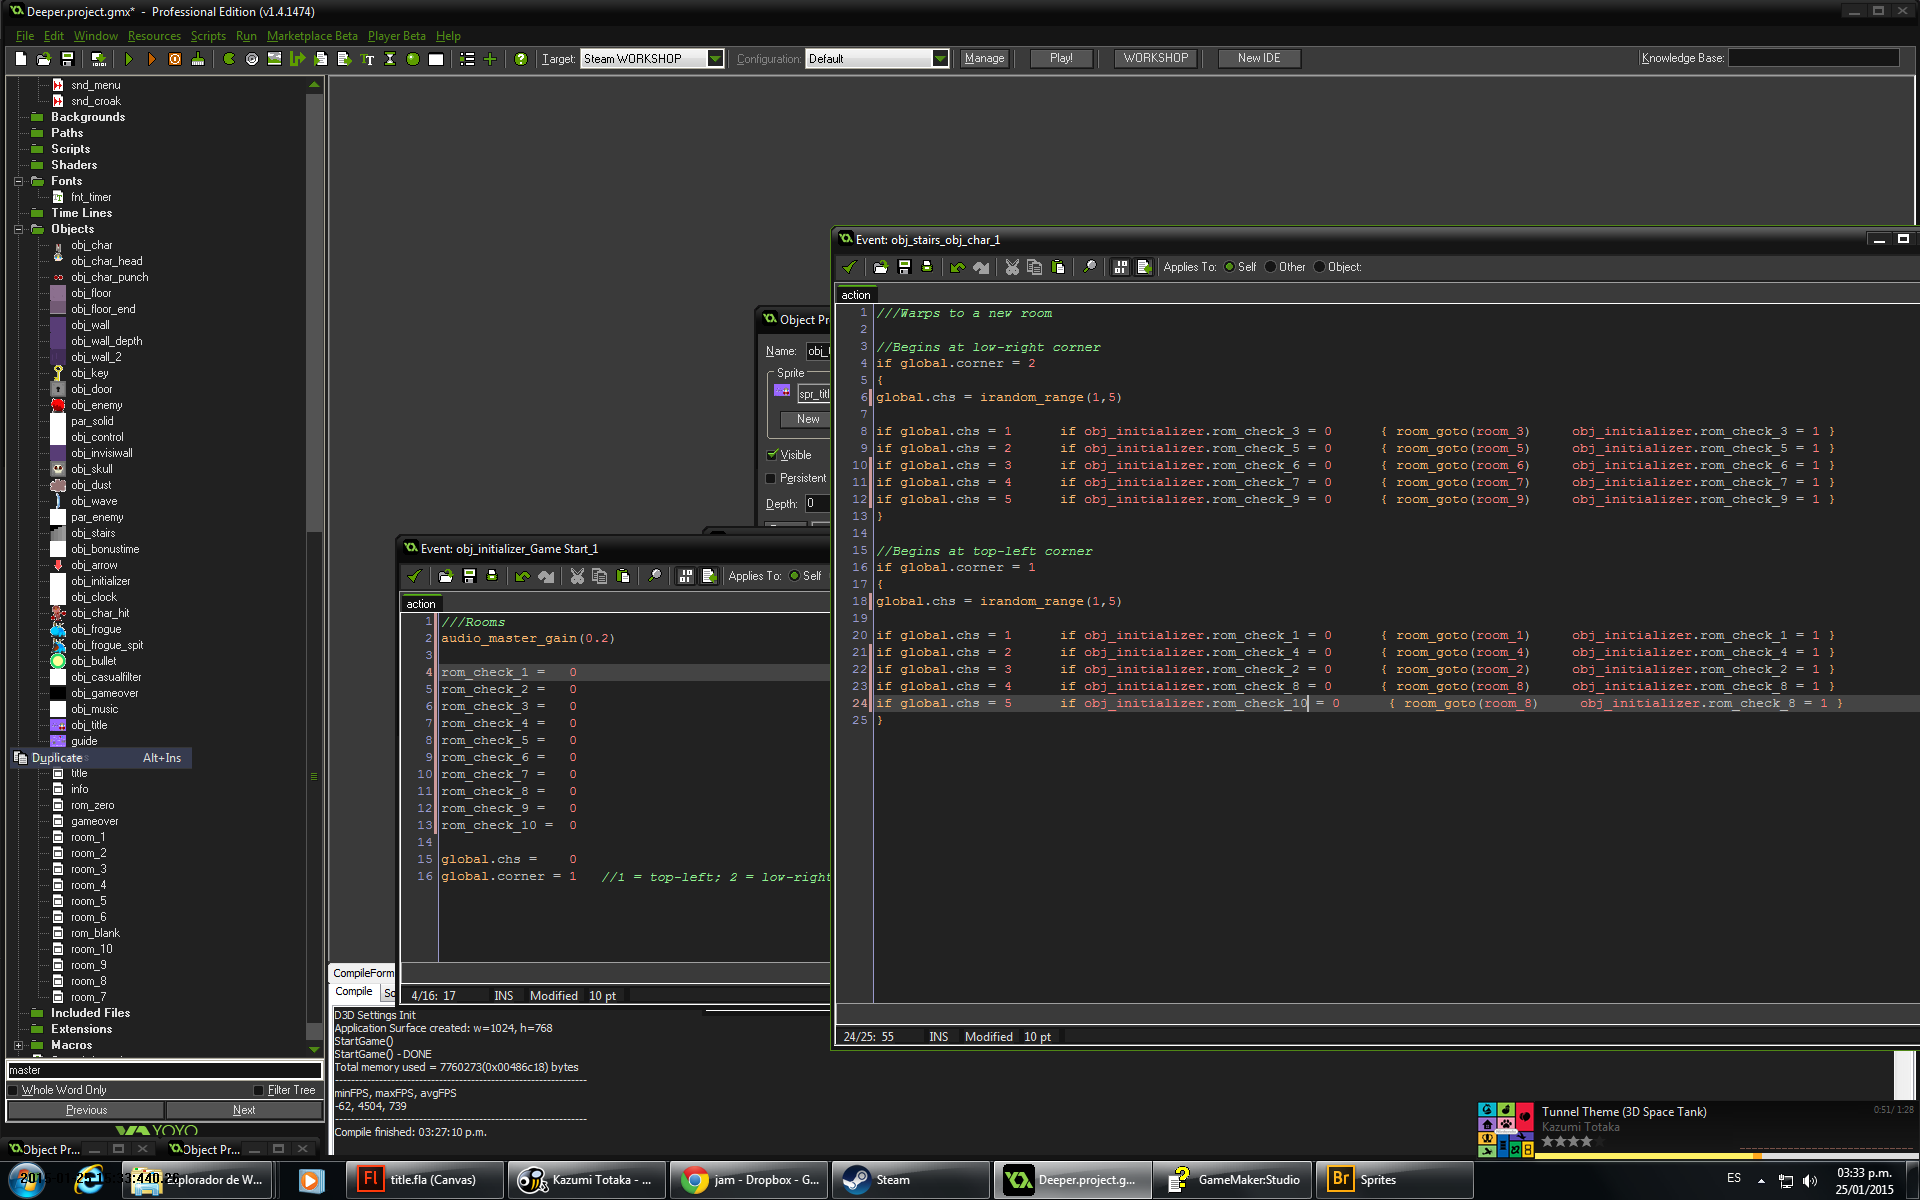 Deeper.project.gmx* - Professional Edition (v1.4.1474)
File Edit Window Resources Scripts Run Marketplace Beta Player Beta Help
Target: Steam WORKSHOP Configuration: Default Manage Play! WORKSHOP New IDE Knowledge Base:
snd_menu
snd_croak
Backgrounds
Paths
Scripts
Shaders
Fonts
fnt_timer
Time Lines
Objects
obj_char
obj_char_head
obj_char_punch
obj_floor
obj_floor_end
obj_wall
obj_wall_depth
obj_wall_2
obj_key
obj_door
obj_enemy
par_solid
obj_control
obj_invisiwall
obj_skull
obj_dust
obj_wave
par_enemy
obj_stairs
obj_bonustime
obj_arrow
obj_initializer
obj_clock
obj_char_hit
obj_frogue
obj_frogue_spit
obj_bullet
obj_casualfilter
obj_gameover
obj_music
obj_title
guide
Duplicate Alt+Ins
title
info
rom_zero
gameover
room_1
room_2
room_3
room_4
room_5
room_6
rom_blank
room_10
room_9
room_8
room_7
Included Files
Extensions
Macros
master
Whole Word Only Filter Tree
Previous Next
YOYO
Object Pr... Object Pr...
Object Pr
Name: obj_t
Sprite
spr_titl
New
Visible
Persistent
Depth: 0
Event: obj_initializer_Game Start_1
Applies To: Self
action
1 ///Rooms
2 audio_master_gain(0.2)
3
4 rom_check_1 = 0
5 rom_check_2 = 0
6 rom_check_3 = 0
7 rom_check_4 = 0
8 rom_check_5 = 0
9 rom_check_6 = 0
10 rom_check_7 = 0
11 rom_check_8 = 0
12 rom_check_9 = 0
13 rom_check_10 = 0
14
15 global.chs = 0
16 global.corner = 1 //1 = top-left; 2 = low-right
4/16: 17 INS Modified 10 pt
Event: obj_stairs_obj_char_1
Applies To: Self Other Object:
action
1 ///Warps to a new room
2
3 //Begins at low-right corner
4 if global.corner = 2
5 {
6 global.chs = irandom_range(1,5)
7
8 if global.chs = 1 if obj_initializer.rom_check_3 = 0 { room_goto(room_3) obj_initializer.rom_check_3 = 1 }
9 if global.chs = 2 if obj_initializer.rom_check_5 = 0 { room_goto(room_5) obj_initializer.rom_check_5 = 1 }
10 if global.chs = 3 if obj_initializer.rom_check_6 = 0 { room_goto(room_6) obj_initializer.rom_check_6 = 1 }
11 if global.chs = 4 if obj_initializer.rom_check_7 = 0 { room_goto(room_7) obj_initializer.rom_check_7 = 1 }
12 if global.chs = 5 if obj_initializer.rom_check_9 = 0 { room_goto(room_9) obj_initializer.rom_check_9 = 1 }
13 }
14
15 //Begins at top-left corner
16 if global.corner = 1
17 {
18 global.chs = irandom_range(1,5)
19
20 if global.chs = 1 if obj_initializer.rom_check_1 = 0 { room_goto(room_1) obj_initializer.rom_check_1 = 1 }
21 if global.chs = 2 if obj_initializer.rom_check_4 = 0 { room_goto(room_4) obj_initializer.rom_check_4 = 1 }
22 if global.chs = 3 if obj_initializer.rom_check_2 = 0 { room_goto(room_2) obj_initializer.rom_check_2 = 1 }
23 if global.chs = 4 if obj_initializer.rom_check_8 = 0 { room_goto(room_8) obj_initializer.rom_check_8 = 1 }
24 if global.chs = 5 if obj_initializer.rom_check_10 = 0 { room_goto(room_8) obj_initializer.rom_check_8 = 1 }
25 }
24/25: 55 INS Modified 10 pt
CompileForm
Compile Sc
D3D Settings Init
Application Surface created: w=1024, h=768
StartGame()
StartGame() - DONE
Total memory used = 7760273(0x00486c18) bytes
minFPS, maxFPS, avgFPS
-62, 4504, 739
Compile finished: 03:27:10 p.m.
Tunnel Theme (3D Space Tank) 0:51/ 1:28
Kazumi Totaka
Explorador de W... title.fla (Canvas) Kazumi Totaka - ... jam - Dropbox - G... Steam Deeper.project.g... GameMaker:Studio Sprites
ES 03:33 p.m.
25/01/2015